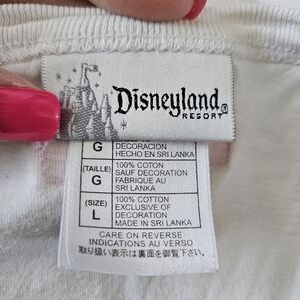 Disneyland®
RESORT
G
DECORACION
HECHO EN SRI LANKA
(TAILLE)
G
100% COTON
SAUF DECORATION
FABRIQUE AU
SRI LANKA
(SIZE)
L
100% COTTON
EXCLUSIVE OF
DECORATION
MADE IN SRI LANKA
CARE ON REVERSE
INDICATIONS AU VERSO
取り扱い表示は裏面を御覧下さい。